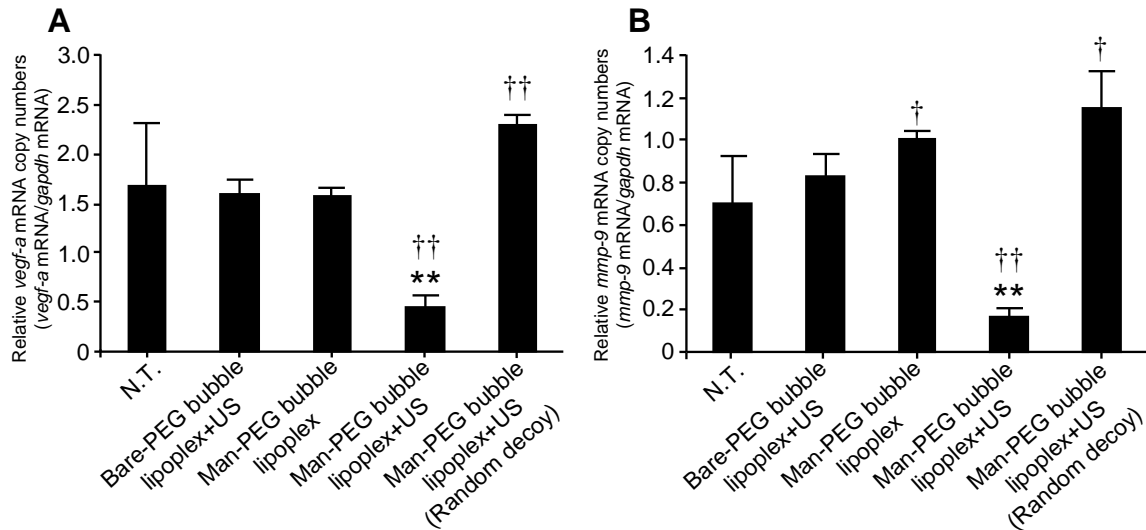 A
Relative vegf-a mRNA copy numbers
(vegf-a mRNA/gapdh mRNA)
3.0
2.5
2.0
1.5
1.0
0.5
0
††
**
††
N.T.
Bare-PEG bubble
lipoplex+US
Man-PEG bubble
lipoplex
Man-PEG bubble
lipoplex+US
Man-PEG bubble
lipoplex+US
(Random decoy)
B
Relative mmp-9 mRNA copy numbers
(mmp-9 mRNA/gapdh mRNA)
1.4
1.2
1.0
0.8
0.6
0.4
0.2
0
†
††
**
†
N.T.
Bare-PEG bubble
lipoplex+US
Man-PEG bubble
lipoplex
Man-PEG bubble
lipoplex+US
Man-PEG bubble
lipoplex+US
(Random decoy)